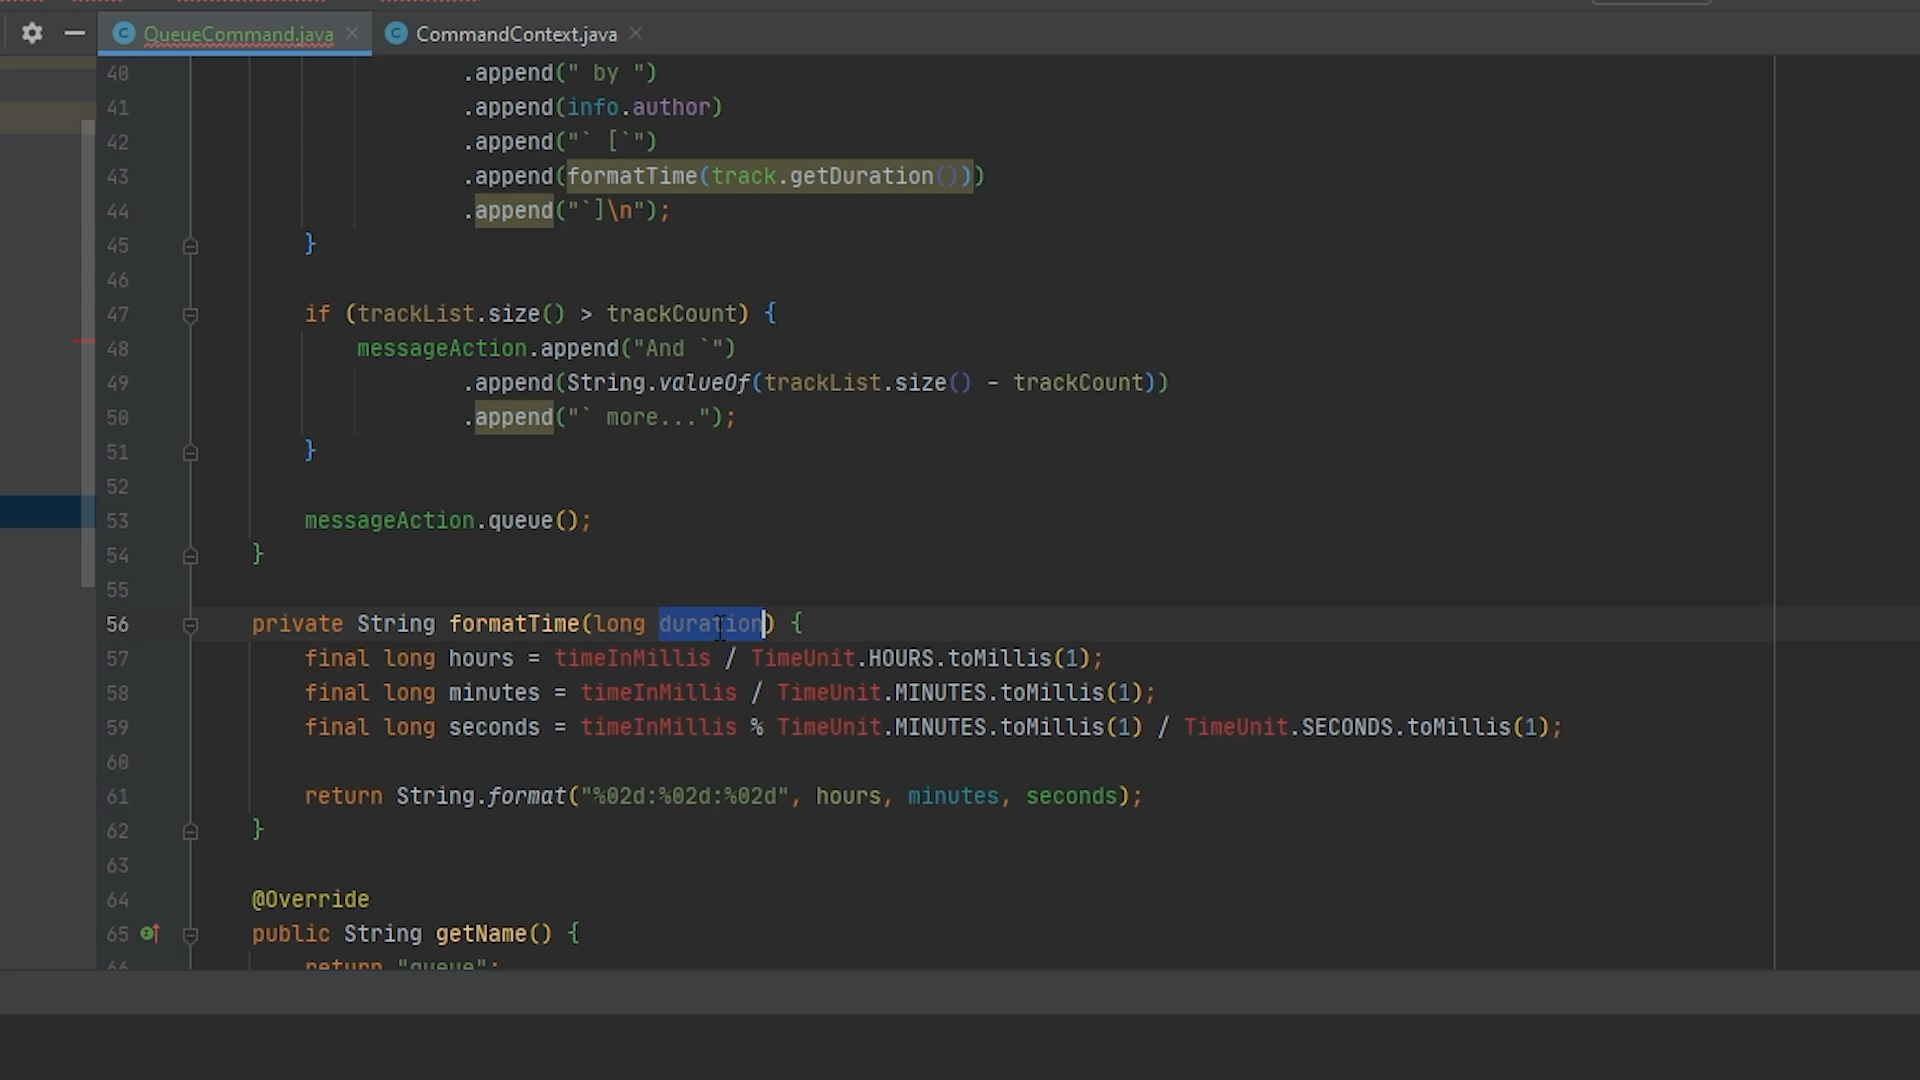 QueueCommand.java CommandContext.java
40 .append(" by ")
41 .append(info.author)
42 .append("` [`")
43 .append(formatTime(track.getDuration()))
44 .append("`]\n");
45 }
46
47 if (trackList.size() > trackCount) {
48 messageAction.append("And `")
49 .append(String.valueOf(trackList.size() - trackCount))
50 .append("` more...");
51 }
52
53 messageAction.queue();
54 }
55
56 private String formatTime(long duration) {
57 final long hours = timeInMillis / TimeUnit.HOURS.toMillis(1);
58 final long minutes = timeInMillis / TimeUnit.MINUTES.toMillis(1);
59 final long seconds = timeInMillis % TimeUnit.MINUTES.toMillis(1) / TimeUnit.SECONDS.toMillis(1);
60
61 return String.format("%02d:%02d:%02d", hours, minutes, seconds);
62 }
63
64 @Override
65 public String getName() {
66 return "queue";